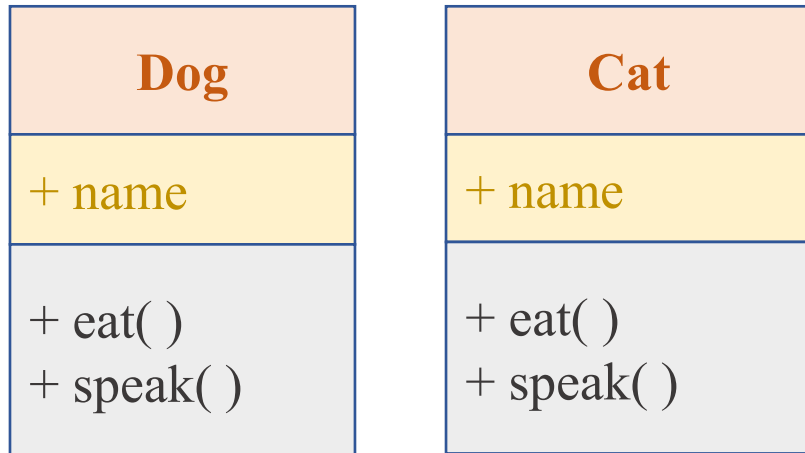 Dog
+ name
+ eat( )
+ speak( )
Cat
+ name
+ eat( )
+ speak( )